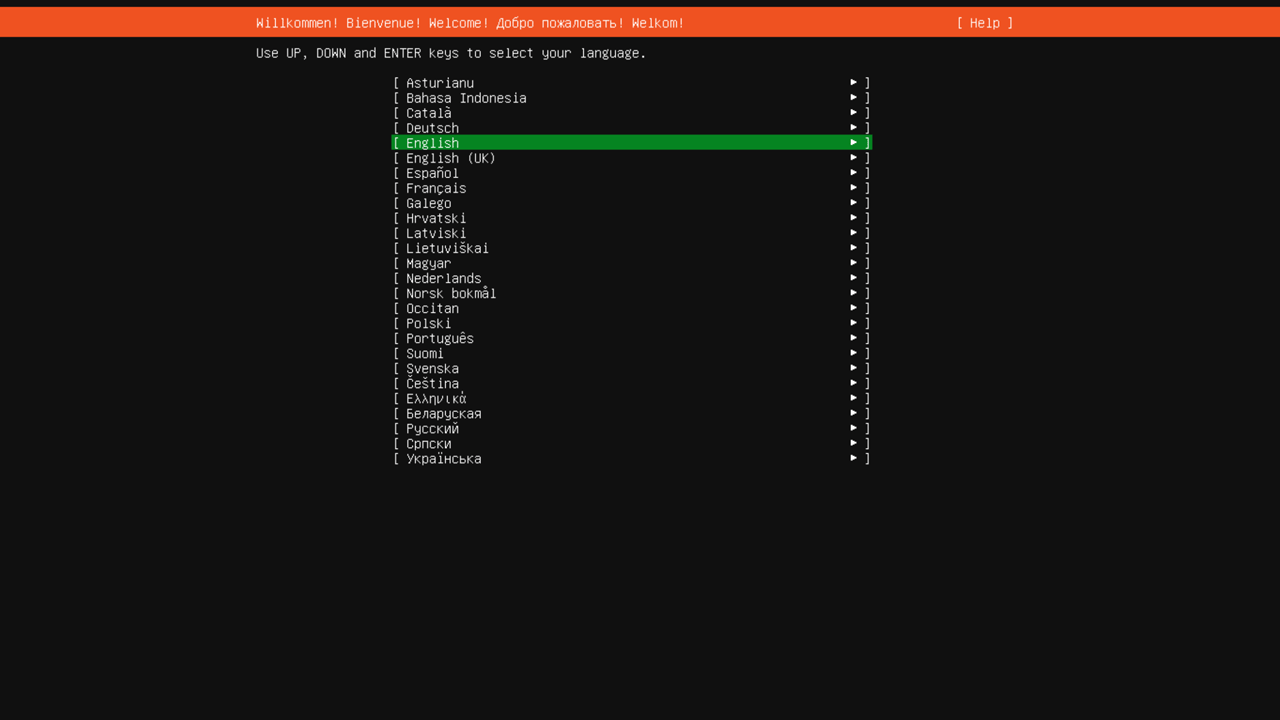 Willkommen! Bienvenue! Welcome! Добро пожаловать! Welkom! [ Help ]
Use UP, DOWN and ENTER keys to select your language.
[ Asturianu ► ]
[ Bahasa Indonesia ► ]
[ Català ► ]
[ Deutsch ► ]
[ English ► ]
[ English (UK) ► ]
[ Español ► ]
[ Français ► ]
[ Galego ► ]
[ Hrvatski ► ]
[ Latviski ► ]
[ Lietuviškai ► ]
[ Magyar ► ]
[ Nederlands ► ]
[ Norsk bokmål ► ]
[ Occitan ► ]
[ Polski ► ]
[ Português ► ]
[ Suomi ► ]
[ Svenska ► ]
[ Čeština ► ]
[ Ελληνικά ► ]
[ Беларуская ► ]
[ Русский ► ]
[ Српски ► ]
[ Українська ► ]